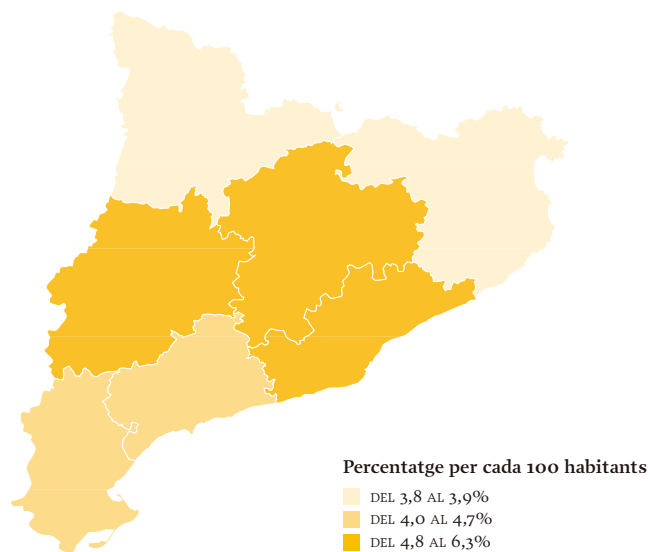 Percentatge per cada 100 habitants
DEL 3,8 AL 3,9%
DEL 4,0 AL 4,7%
DEL 4,8 AL 6,3%